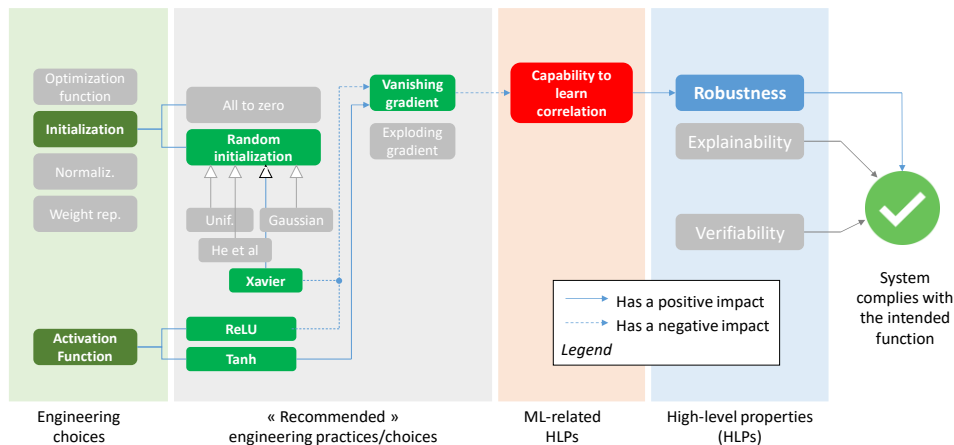 Optimization
function
Initialization
Normaliz.
Weight rep.
Activation
Function
All to zero
Random
initialization
Unif.
Gaussian
He et al
Xavier
ReLU
Tanh
Vanishing
gradient
Exploding
gradient
Capability to
learn
correlation
Robustness
Explainability
Verifiability
System
complies with
the intended
function
Has a positive impact
Has a negative impact
Legend
Engineering
choices
« Recommended »
engineering practices/choices
ML-related
HLPs
High-level properties
(HLPs)